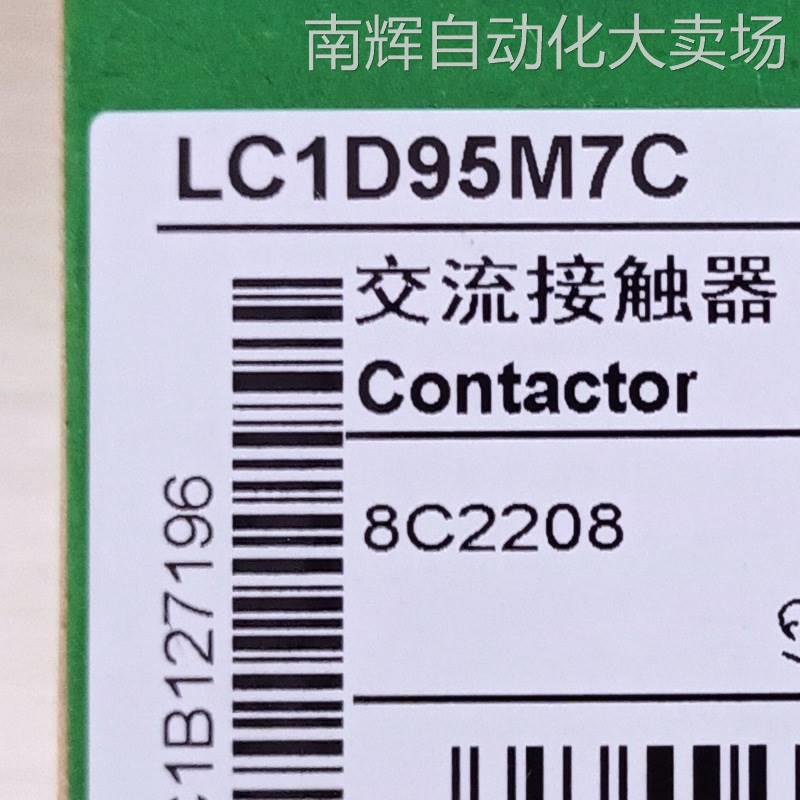 南辉自动化大卖场
LC1D95M7C
交流接触器
Contactor
8C2208
1B127196